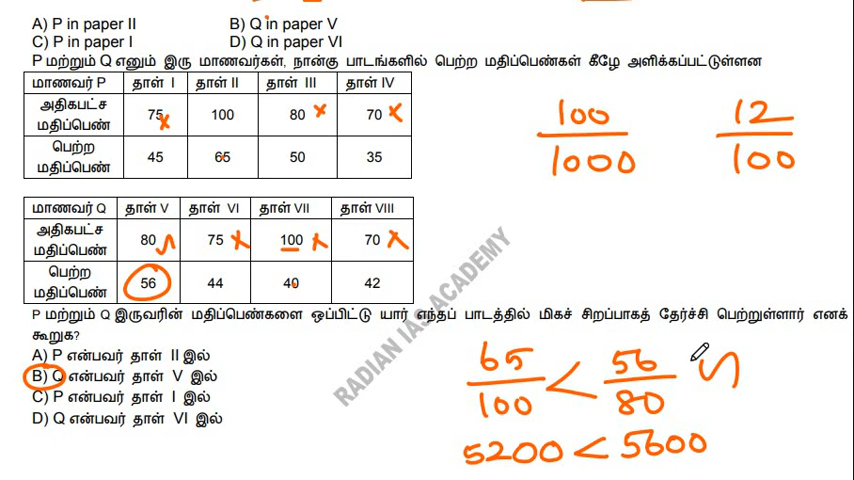 A) P in paper II B) Q in paper V
C) P in paper I D) Q in paper VI
P மற்றும் Q எனும் இரு மாணவர்கள், நான்கு பாடங்களில் பெற்ற மதிப்பெண்கள் கீழே அளிக்கப்பட்டுள்ளன
மாணவர் P தாள் I தாள் II தாள் III தாள் IV
அதிகபட்ச மதிப்பெண் 75 100 80 70
பெற்ற மதிப்பெண் 45 65 50 35
100/1000 12/100
மாணவர் Q தாள் V தாள் VI தாள் VII தாள் VIII
அதிகபட்ச மதிப்பெண் 80 75 100 70
பெற்ற மதிப்பெண் 56 44 40 42
P மற்றும் Q இருவரின் மதிப்பெண்களை ஒப்பிட்டு யார் எந்தப் பாடத்தில் மிகச் சிறப்பாகத் தேர்ச்சி பெற்றுள்ளார் எனக்
கூறுக?
A) P என்பவர் தாள் II இல்
B) Q என்பவர் தாள் V இல்
C) P என்பவர் தாள் I இல்
D) Q என்பவர் தாள் VI இல்
65/100 < 56/80
5200 < 5600
RADIAN IAS ACADEMY